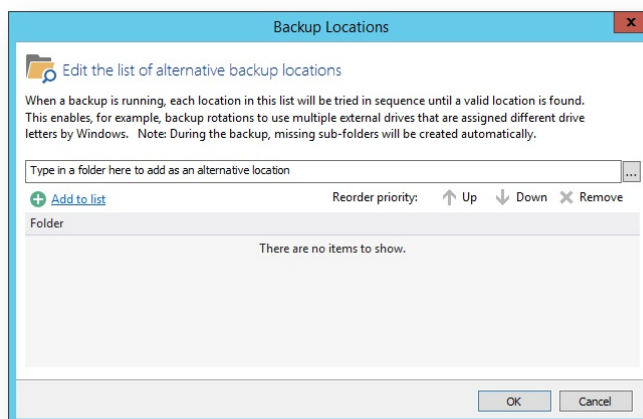 Backup Locations
x
Edit the list of alternative backup locations
When a backup is running, each location in this list will be tried in sequence until a valid location is found.
This enables, for example, backup rotations to use multiple external drives that are assigned different drive
letters by Windows. Note: During the backup, missing sub-folders will be created automatically.
Type in a folder here to add as an alternative location ...
Add to list Reorder priority: Up Down Remove
Folder
There are no items to show.
OK Cancel